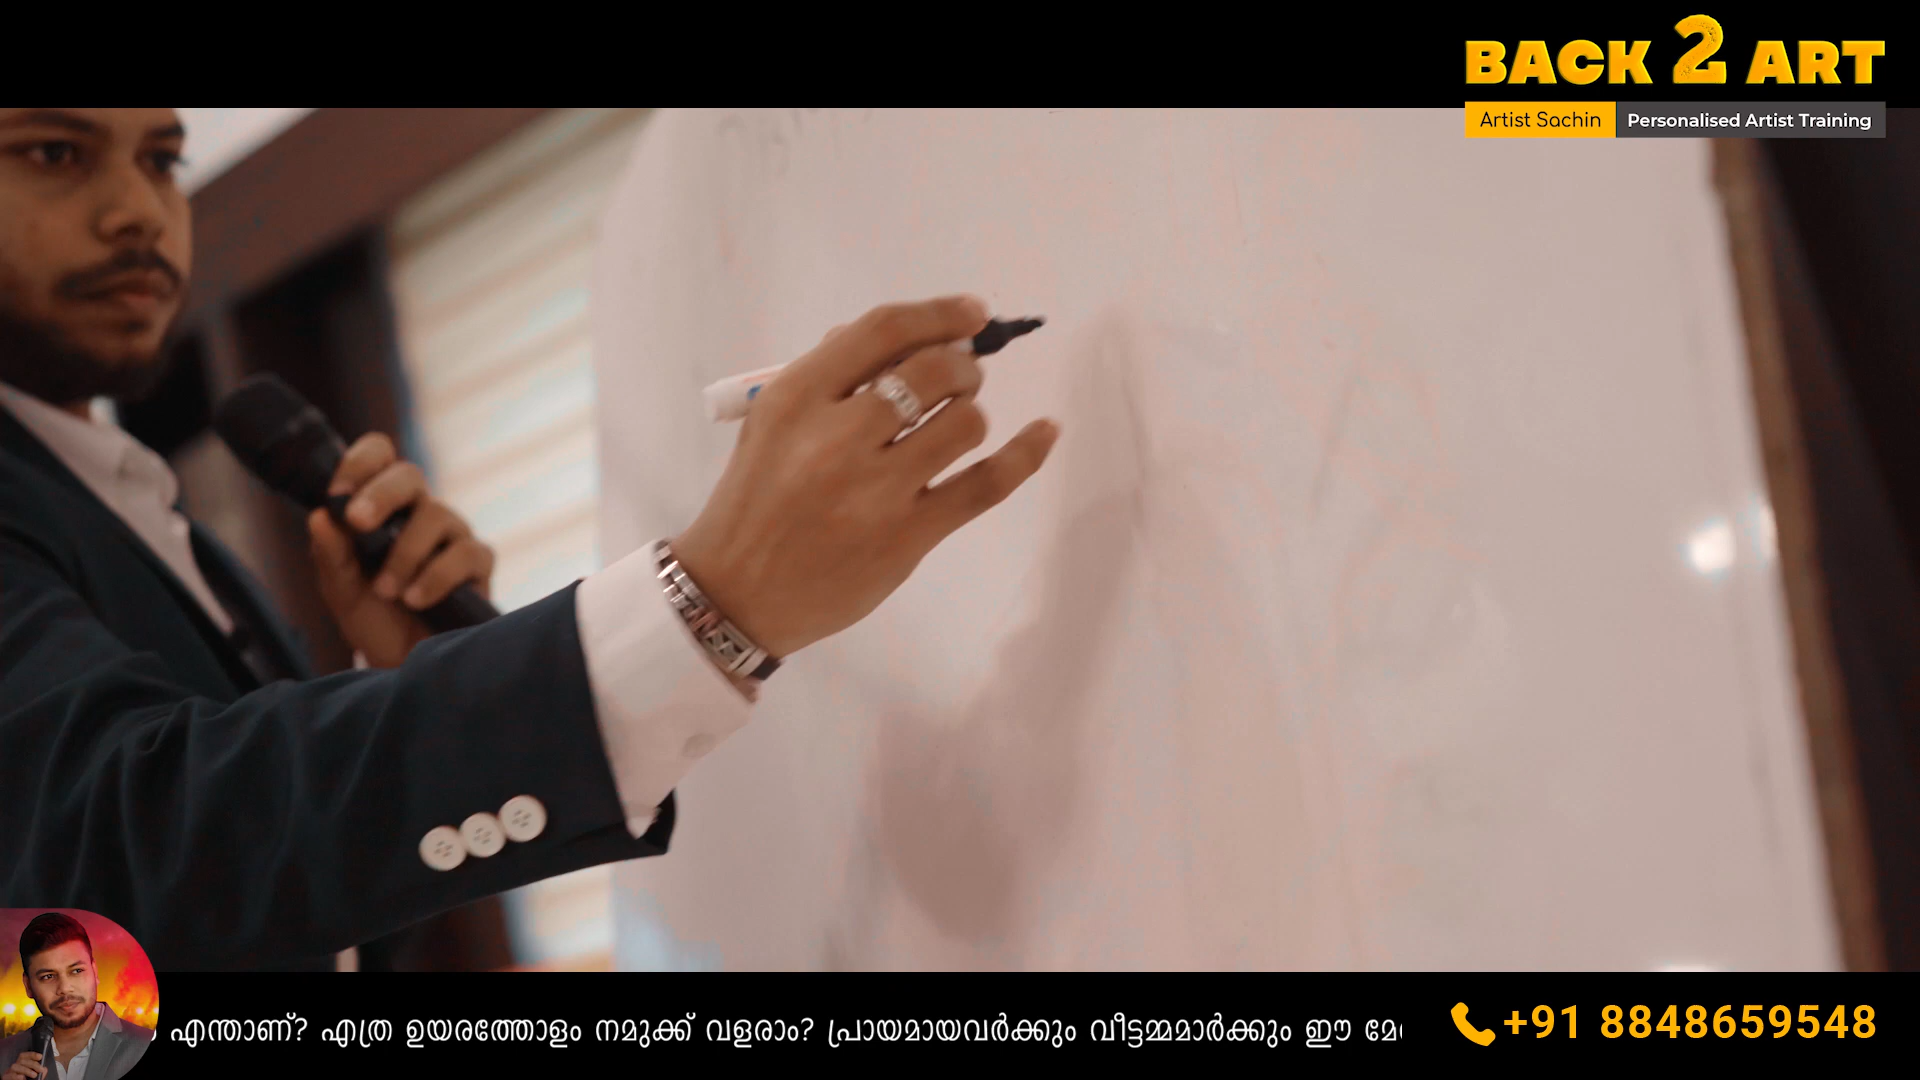 BACK 2 ART
Artist Sachin Personalised Artist Training
എന്താണ്? എത്ര ഉയരത്തോളം നമുക്ക് വളരാം? പ്രായമായവർക്കും വീട്ടമ്മമാർക്കും ഈ
+91 8848659548